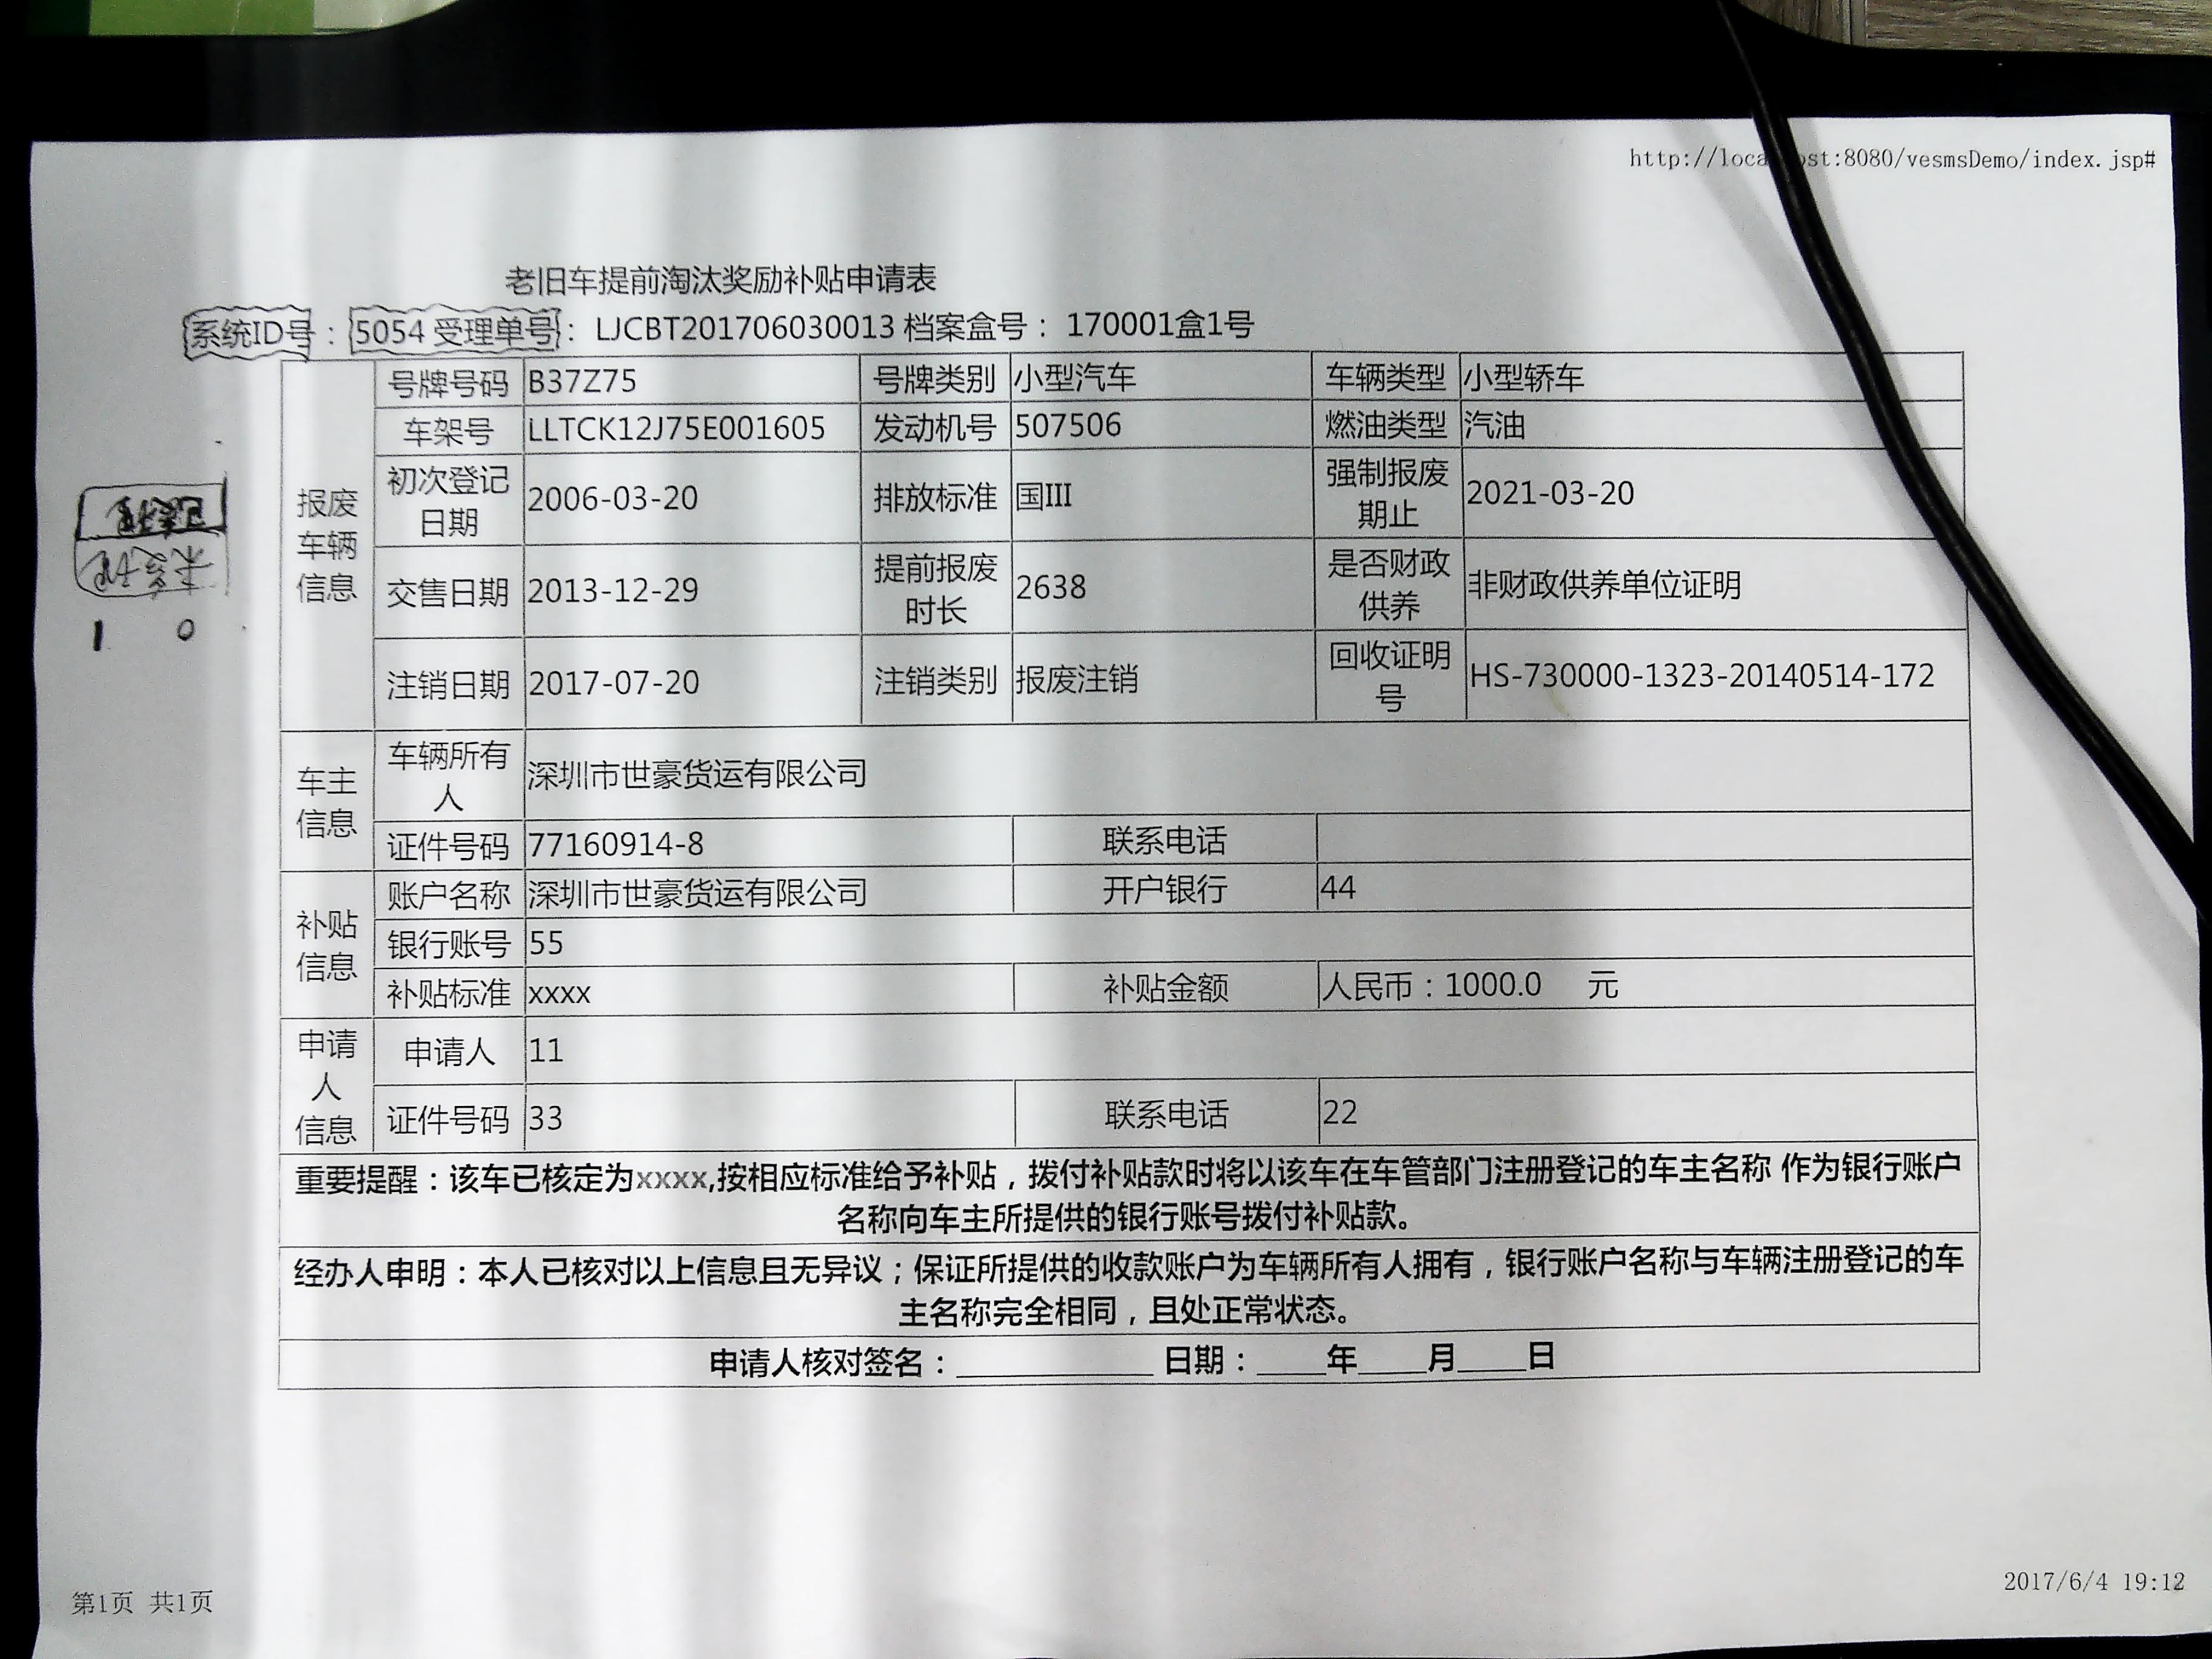 老旧车提前淘汰奖励补贴申请表
系统ID号：5054 受理单号：LJCBT201706030013 档案盒号：170001盒1号
报废车辆信息
号牌号码 B37Z75 号牌类别 小型汽车 车辆类型 小型轿车
车架号 LLTCK12J75E001605 发动机号 507506 燃油类型 汽油
初次登记日期 2006-03-20 排放标准 国III 强制报废期止 2021-03-20
交售日期 2013-12-29 提前报废时长 2638 是否财政供养 非财政供养单位证明
注销日期 2017-07-20 注销类别 报废注销 回收证明号 HS-730000-1323-20140514-172
车主信息
车辆所有人 深圳市世豪货运有限公司
证件号码 77160914-8 联系电话
补贴信息
账户名称 深圳市世豪货运有限公司 开户银行 44
银行账号 55
补贴标准 xxxx 补贴金额 人民币：1000.0 元
申请人信息
申请人 11
证件号码 33 联系电话 22
重要提醒：该车已核定为xxxx,按相应标准给予补贴，拨付补贴款时将以该车在车管部门注册登记的车主名称 作为银行账户
名称向车主所提供的银行账号拨付补贴款。
经办人申明：本人已核对以上信息且无异议；保证所提供的收款账户为车辆所有人拥有，银行账户名称与车辆注册登记的车
主名称完全相同，且处正常状态。
申请人核对签名：____________ 日期：____年____月____日
1 0
第1页 共1页
2017/6/4 19:12